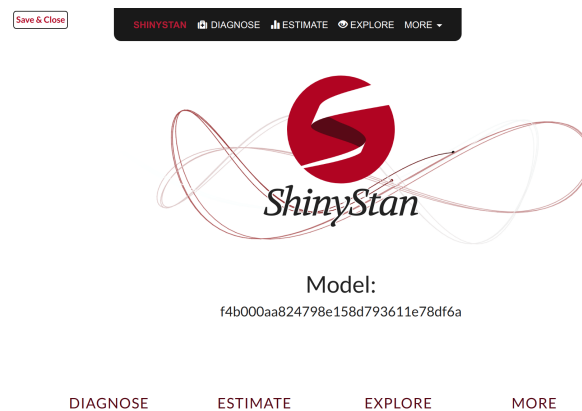 Save & Close
SHINYSTAN DIAGNOSE ESTIMATE EXPLORE MORE
ShinyStan
Model:
f4b000aa824798e158d793611e78df6a
DIAGNOSE ESTIMATE EXPLORE MORE